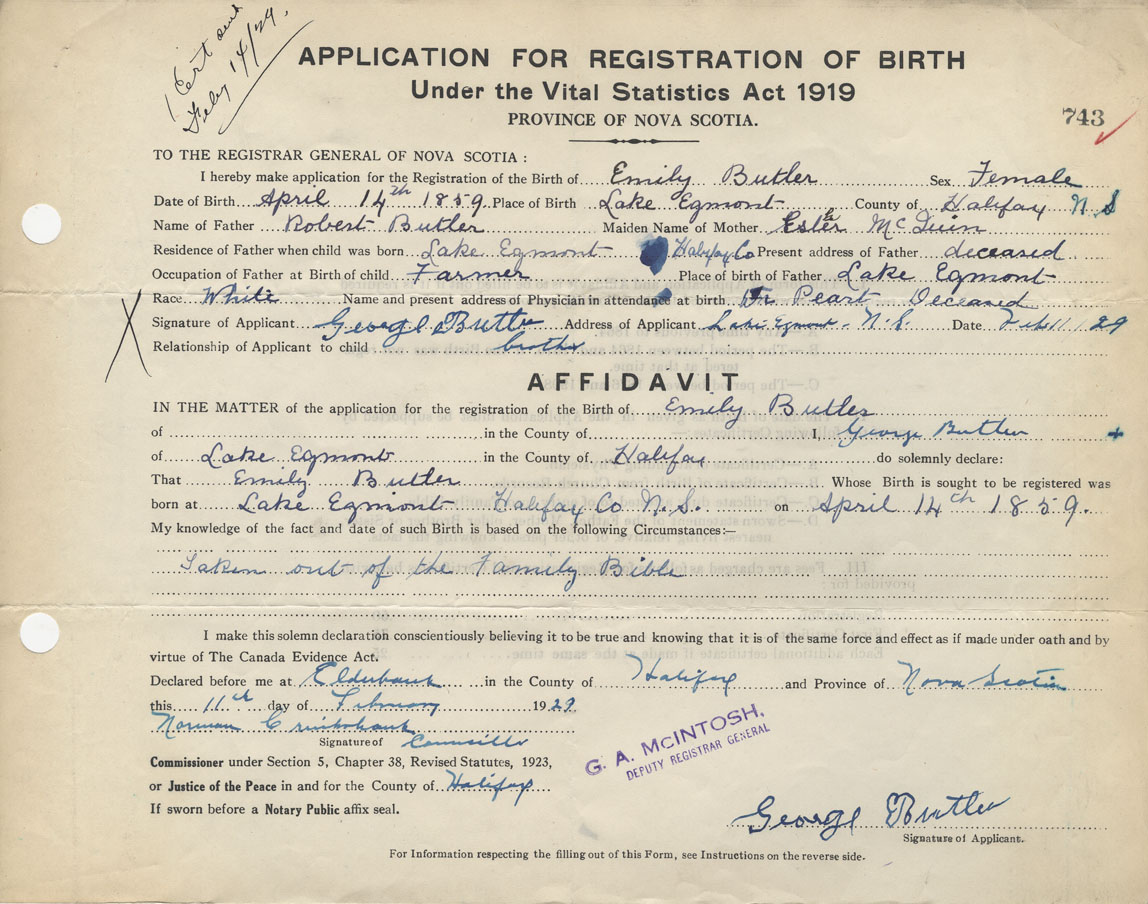 1 Cert sent
Feby 14/29.
APPLICATION FOR REGISTRATION OF BIRTH
Under the Vital Statistics Act 1919
PROVINCE OF NOVA SCOTIA.
743
TO THE REGISTRAR GENERAL OF NOVA SCOTIA :
I hereby make application for the Registration of the Birth of Emily Butler Sex Female
Date of Birth April 14th 1859. Place of Birth Lake Egmont County of Halifax N.S
Name of Father Robert Butler Maiden Name of Mother Ester
Residence of Father when child was born Lake Egmont Halifax Co Present address of Father deceased
Occupation of Father at Birth of child Farmer Place of birth of Father Lake Egmont
Race White Name and present address of Physician in attendance at birth Dr Peart Deceased
Signature of Applicant George Butler Address of Applicant Lake Egmont - N.S. Date Feb 11/29
Relationship of Applicant to child brother
AFFIDAVIT
IN THE MATTER of the application for the registration of the Birth of Emily Butler
of in the County of I, George Butler
of Lake Egmont in the County of Halifax do solemnly declare:
That Emily Butler Whose Birth is sought to be registered was
born at Lake Egmont Halifax Co N.S. on April 14th 1859.
My knowledge of the fact and date of such Birth is based on the following Circumstances:—
Taken out of the Family Bible
I make this solemn declaration conscientiously believing it to be true and knowing that it is of the same force and effect as if made under oath and by
virtue of The Canada Evidence Act.
Declared before me at Elderbank in the County of Halifax and Province of Nova Scotia
this 11th day of February 1929.
Norman Cruikshank
Signature of Councillor
Commissioner under Section 5, Chapter 38, Revised Statutes, 1923,
or Justice of the Peace in and for the County of Halifax
If sworn before a Notary Public affix seal.
G. A. McINTOSH,
DEPUTY REGISTRAR GENERAL
George Butler
Signature of Applicant.
For Information respecting the filling out of this Form, see Instructions on the reverse side.